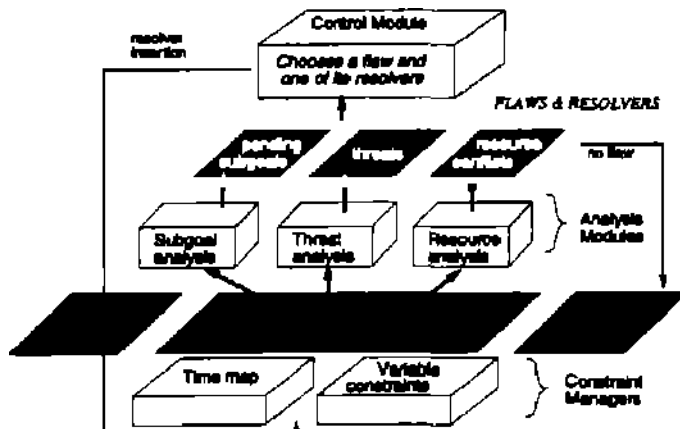 Control Module
resolver
insertion
Chooses a flaw and
one of its resolvers
FLAWS & RESOLVERS
pending
subgoals
threats
resource
conflicts
no flaw
Subgoal
analysis
Threat
analysis
Resource
analysis
Analysis
Modules
Time map
Variable
constraints
Constraint
Managers